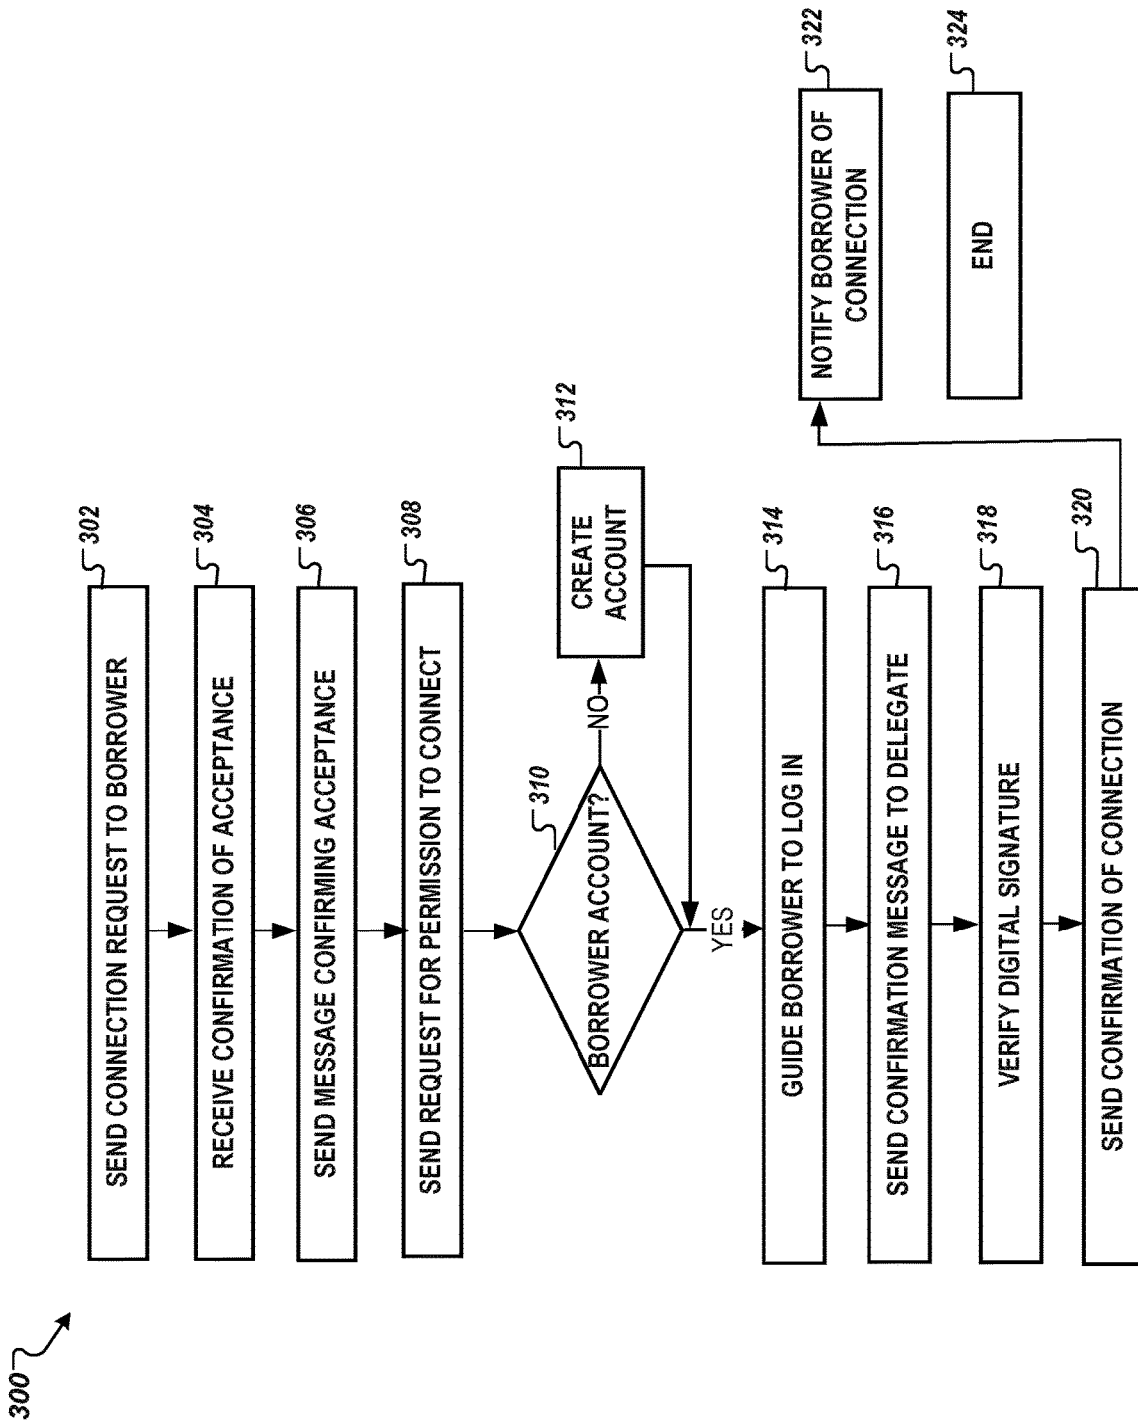 300
SEND CONNECTION REQUEST TO BORROWER
302
RECEIVE CONFIRMATION OF ACCEPTANCE
304
SEND MESSAGE CONFIRMING ACCEPTANCE
306
SEND REQUEST FOR PERMISSION TO CONNECT
308
BORROWER ACCOUNT?
310
NO
CREATE
ACCOUNT
312
YES
GUIDE BORROWER TO LOG IN
314
SEND CONFIRMATION MESSAGE TO DELEGATE
316
VERIFY DIGITAL SIGNATURE
318
SEND CONFIRMATION OF CONNECTION
320
NOTIFY BORROWER OF
CONNECTION
322
END
324